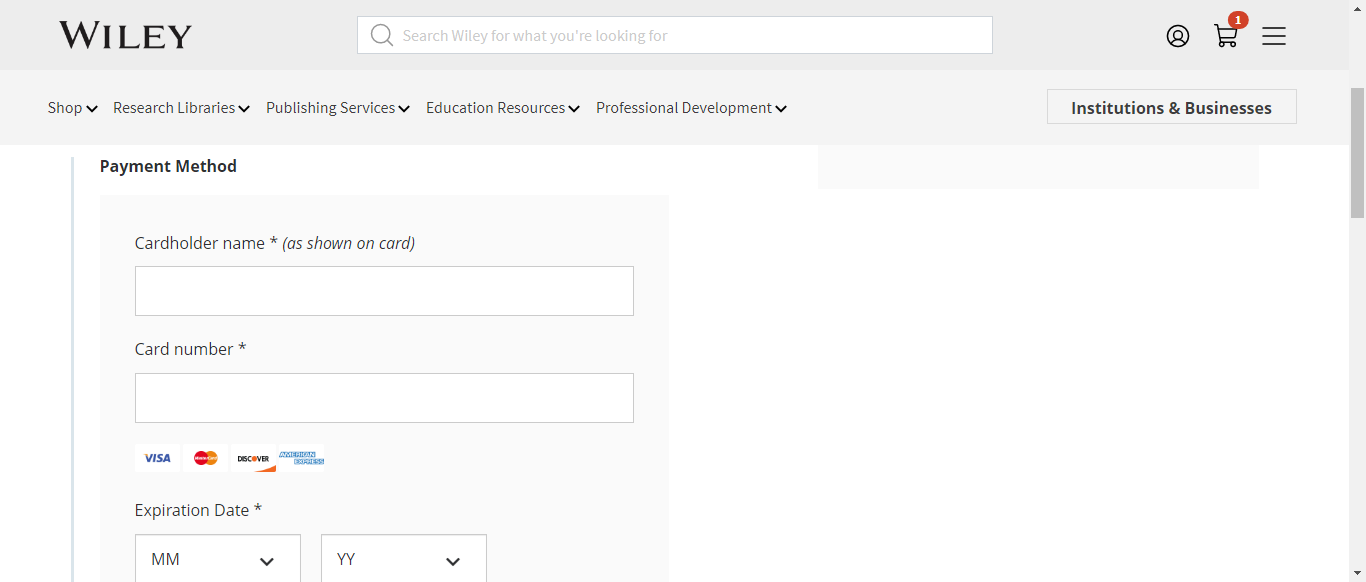 WILEY
Search Wiley for what you're looking for
1
Shop Research Libraries Publishing Services Education Resources Professional Development Institutions & Businesses
Payment Method
Cardholder name * (as shown on card)
Card number *
VISA MasterCard DISCOVER AMERICAN EXPRESS
Expiration Date *
MM YY